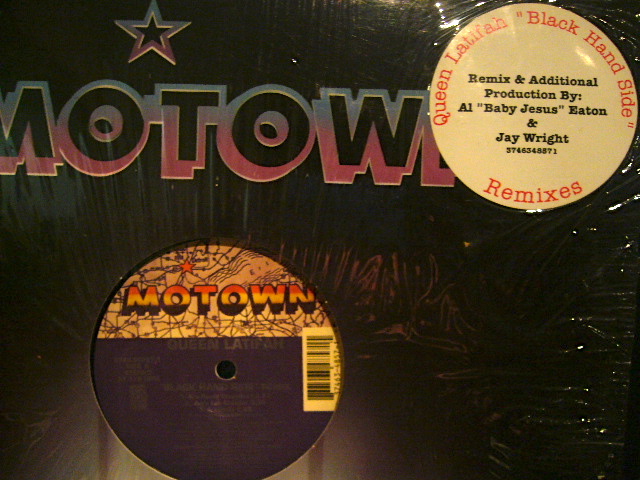 MOTOWN
Queen Latifah "Black Hand Side"
Remix & Additional
Production By:
Al "Baby Jesus" Eaton
&
Jay Wright
3746348871
Remixes
MOTOWN
QUEEN LATIFAH